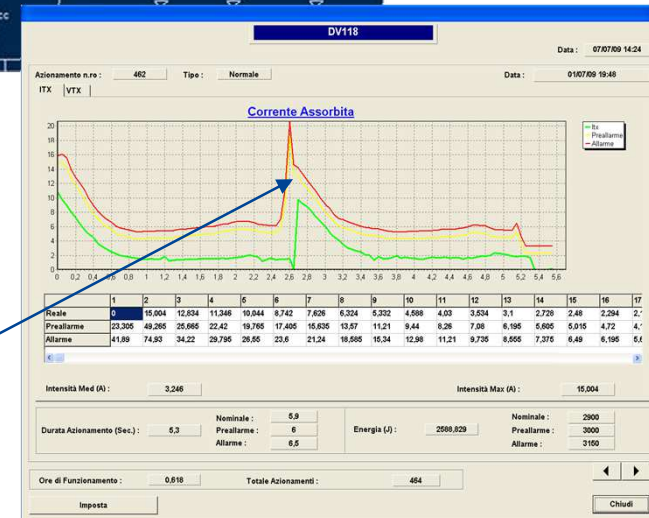 cc
DV118
Data : 07/07/09 14:24
Azionamento n.ro : 462 Tipo : Normale Data : 01/07/09 19:48
ITX VTX
Corrente Assorbita
Itx
Preallarme
Allarme
20
18
16
14
12
10
8
6
4
2
0
0 0,2 0,4 0,6 0,8 1 1,2 1,4 1,6 1,8 2 2,2 2,4 2,6 2,8 3 3,2 3,4 3,6 3,8 4 4,2 4,4 4,6 4,8 5 5,2 5,4 5,6
1 2 3 4 5 6 7 8 9 10 11 12 13 14 15 16 17
Reale 0 15,004 12,834 11,346 10,044 8,742 7,626 6,324 5,332 4,588 4,03 3,534 3,1 2,728 2,48 2,294
Preallarme 23,305 49,265 25,665 22,42 19,765 17,405 15,635 13,57 11,21 9,44 8,26 7,08 6,195 5,605 5,015 4,72
Allarme 41,89 74,93 34,22 29,795 26,55 23,6 21,24 18,585 15,34 12,98 11,21 9,735 8,555 7,375 6,49 6,195
Intensità Med (A) : 3,246 Intensità Max (A) : 15,004
Nominale : 5,9 Nominale : 2900
Durata Azionamento (Sec.) : 5,3 Preallarme : 6 Energia (J) : 2588,829 Preallarme : 3000
Allarme : 6,5 Allarme : 3150
Ore di Funzionamento : 0,618 Totale Azionamenti : 464
Imposta Chiudi